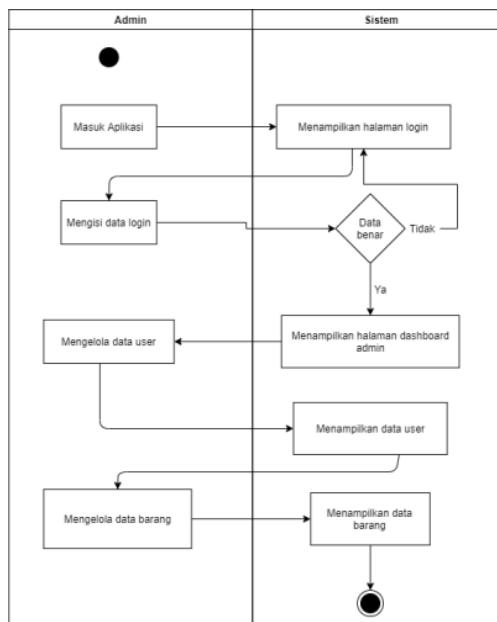 Admin
Sistem
Masuk Aplikasi
Menampilkan halaman login
Mengisi data login
Data
benar
Tidak
Ya
Mengelola data user
Menampilkan halaman dashboard
admin
Menampilkan data user
Mengelola data barang
Menampilkan data
barang